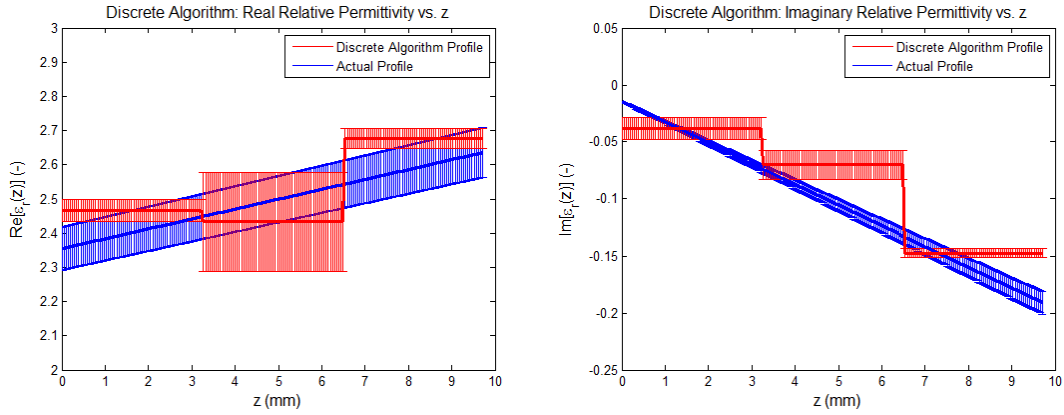 Discrete Algorithm: Real Relative Permittivity vs. z
Re[εr(z)] (-)
3
2.9
2.8
2.7
2.6
2.5
2.4
2.3
2.2
2.1
2
Discrete Algorithm Profile
Actual Profile
0 1 2 3 4 5 6 7 8 9 10
z (mm)
Discrete Algorithm: Imaginary Relative Permittivity vs. z
Im[εr(z)] (-)
0.05
0
-0.05
-0.1
-0.15
-0.2
-0.25
Discrete Algorithm Profile
Actual Profile
0 1 2 3 4 5 6 7 8 9 10
z (mm)